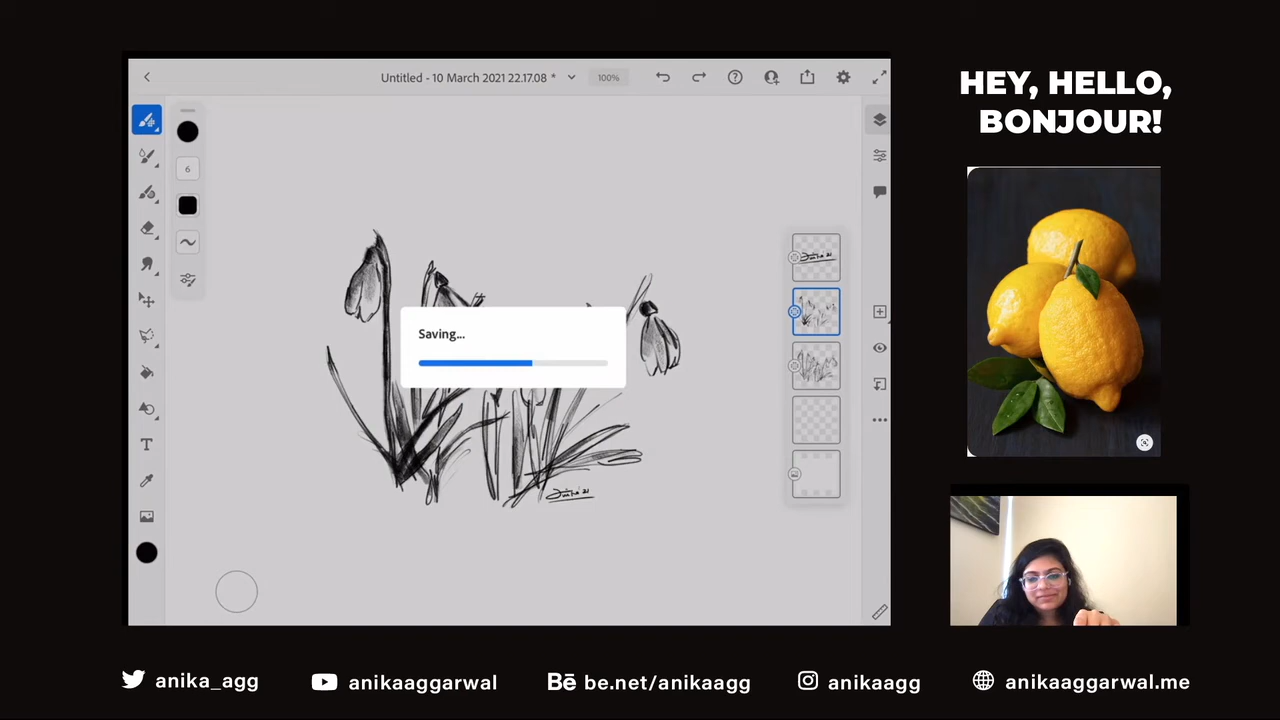 Untitled - 10 March 2021 22.17.08 *
100%
6
Saving...
T
HEY, HELLO,
BONJOUR!
anika_agg
anikaaggarwal
Bē be.net/anikaagg
anikaagg
anikaaggarwal.me